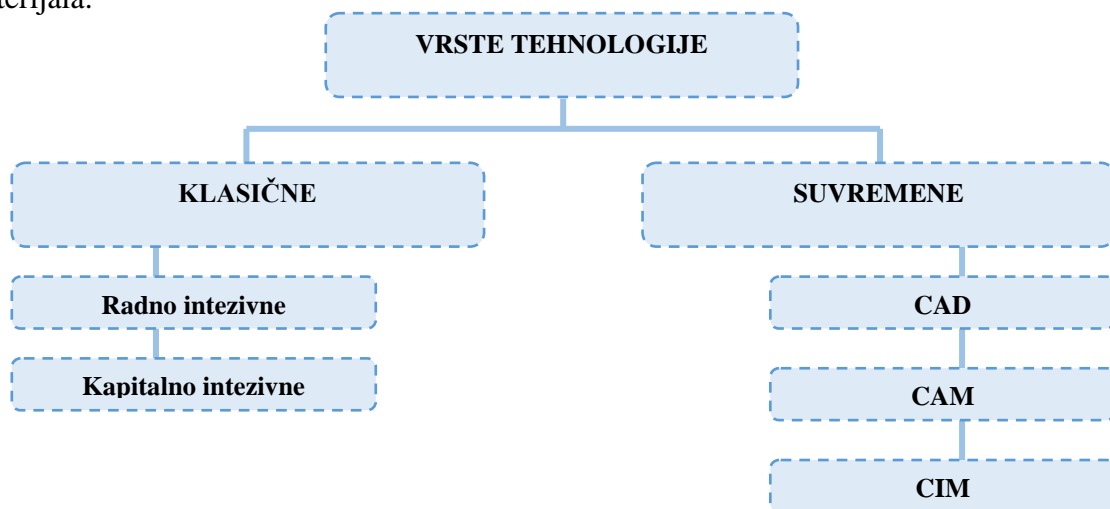 VRSTE TEHNOLOGIJE
KLASIČNE
SUVREMENE
Radno intezivne
CAD
Kapitalno intezivne
CAM
CIM